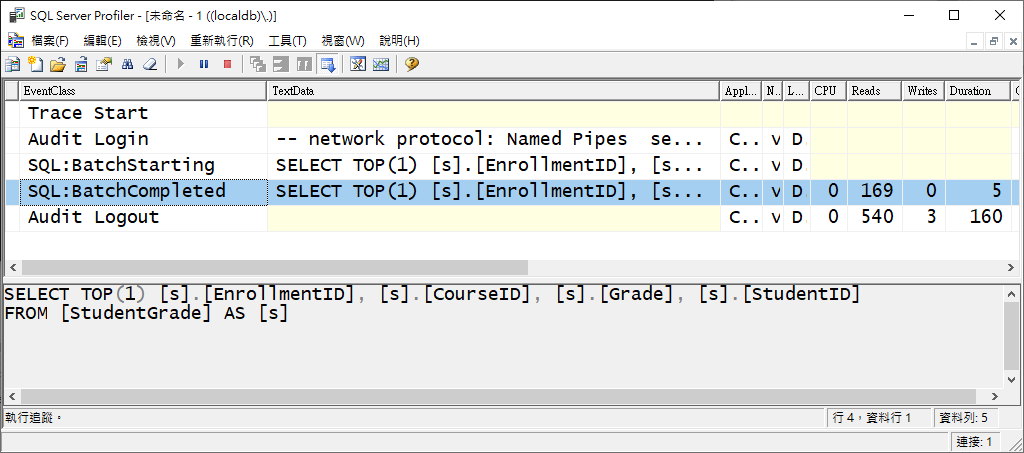 SQL Server Profiler - [未命名 - 1 ((localdb)\.)]
檔案(F) 編輯(E) 檢視(V) 重新執行(R) 工具(T) 視窗(W) 說明(H)
EventClass TextData Appl... N.. L... CPU Reads Writes Duration
Trace Start
Audit Login -- network protocol: Named Pipes se... C.. V D
SQL:BatchStarting SELECT TOP(1) [s].[EnrollmentID], [s... C.. V D
SQL:BatchCompleted SELECT TOP(1) [s].[EnrollmentID], [s... C.. V D 0 169 0 5
Audit Logout C.. V D 0 540 3 160
SELECT TOP(1) [s].[EnrollmentID], [s].[CourseID], [s].[Grade], [s].[StudentID]
FROM [StudentGrade] AS [s]
執行追蹤。 行 4，資料行 1 資料列: 5
連接: 1